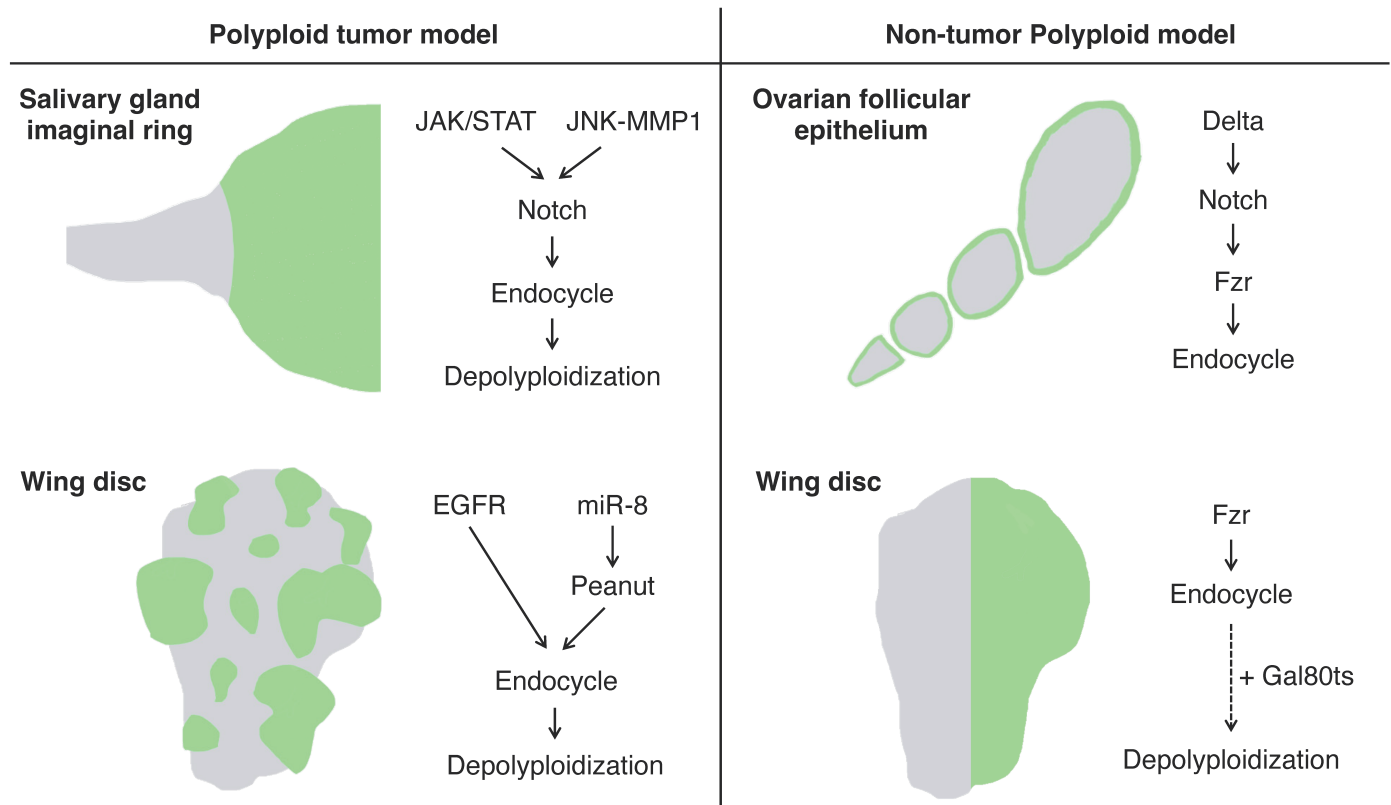 Polyploid tumor model
Non-tumor Polyploid model
Salivary gland
imaginal ring
JAK/STAT
JNK-MMP1
Notch
Endocycle
Depolyploidization
Ovarian follicular
epithelium
Delta
Notch
Fzr
Endocycle
Wing disc
EGFR
miR-8
Peanut
Endocycle
Depolyploidization
Wing disc
Fzr
Endocycle
+ Gal80ts
Depolyploidization